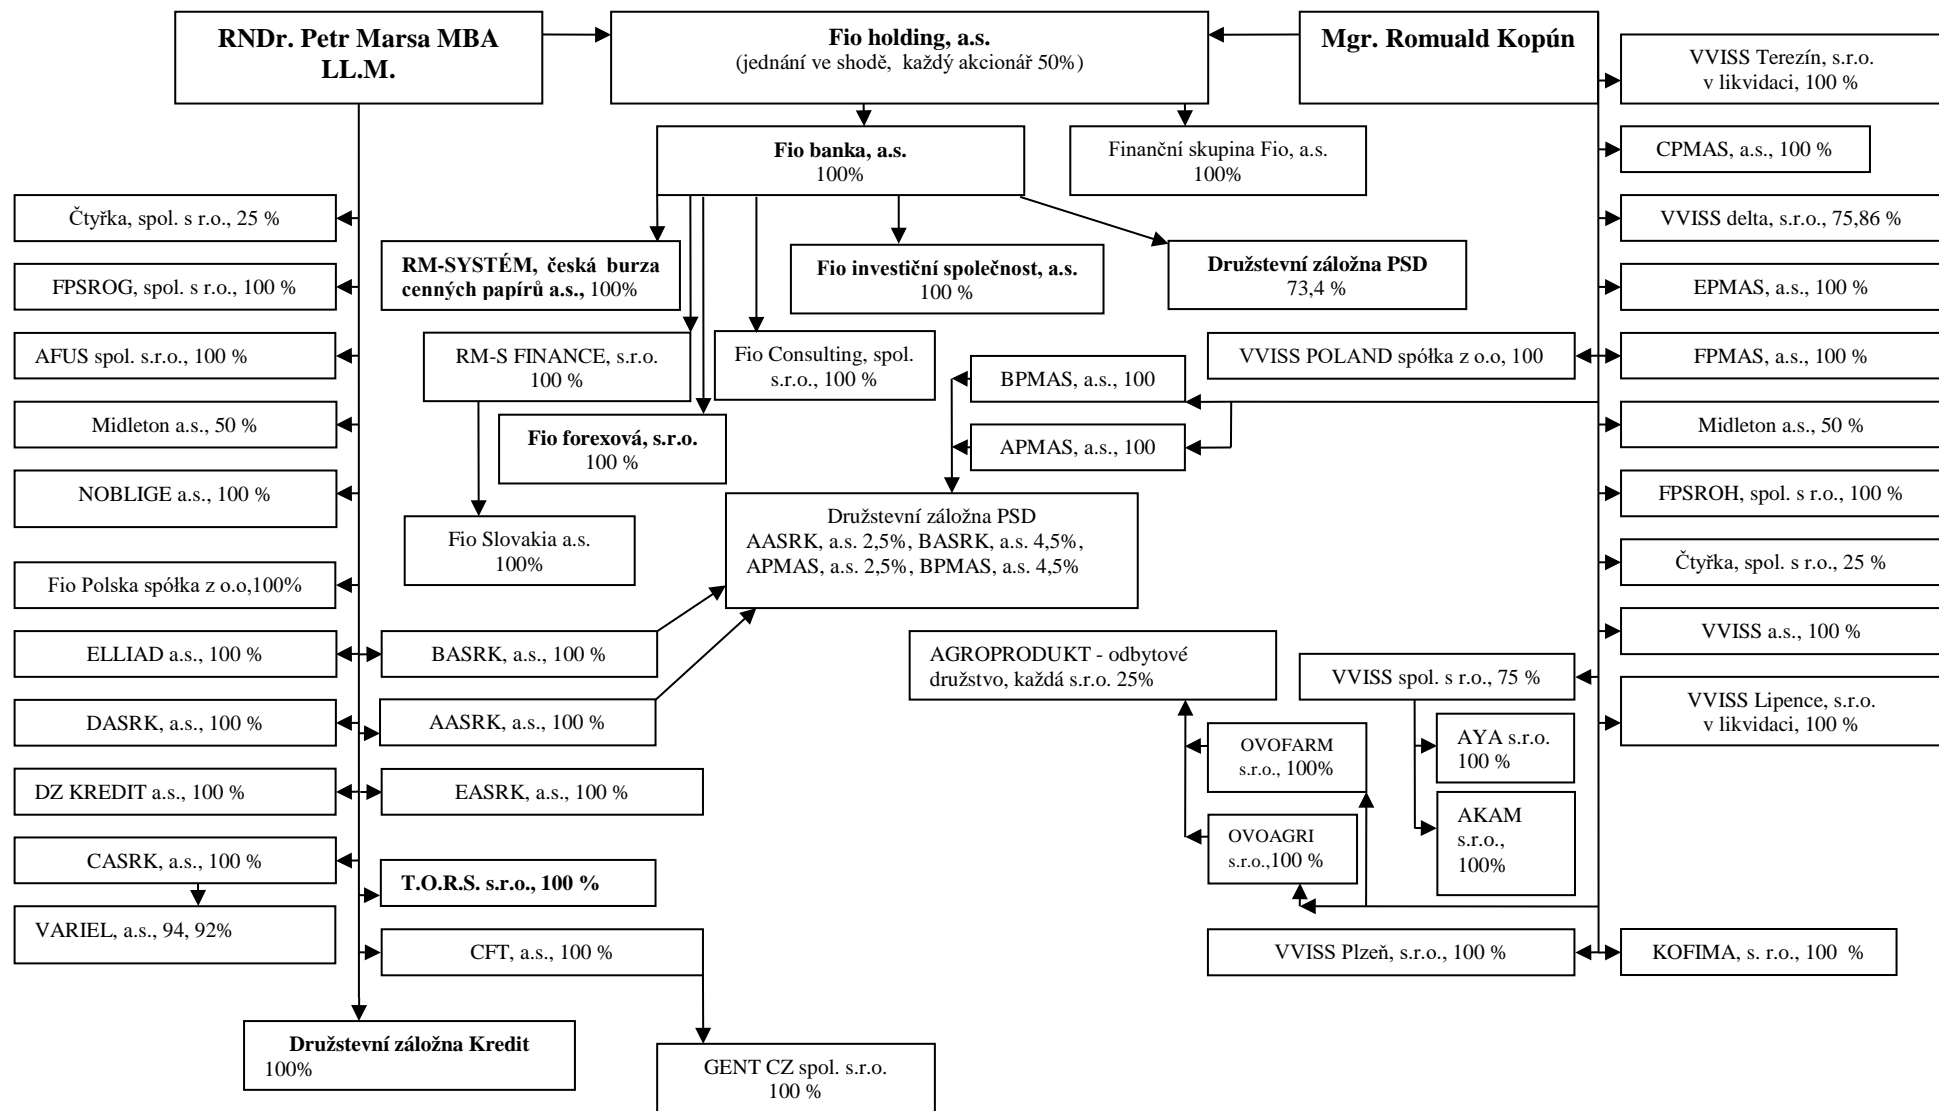 RNDr. Petr Marsa MBA
LL.M.
Fio holding, a.s.
(jednání ve shodě, každý akcionář 50%)
Mgr. Romuald Kopún
VVISS Terezín, s.r.o.
v likvidaci, 100 %
Fio banka, a.s.
100%
Finanční skupina Fio, a.s.
100%
CPMAS, a.s., 100 %
Čtyřka, spol. s r.o., 25 %
VVISS delta, s.r.o., 75,86 %
RM-SYSTÉM, česká burza
cenných papírů a.s., 100%
Fio investiční společnost, a.s.
100 %
Družstevní záložna PSD
73,4 %
FPSROG, spol. s r.o., 100 %
EPMAS, a.s., 100 %
AFUS spol. s.r.o., 100 %
RM-S FINANCE, s.r.o.
100 %
Fio Consulting, spol.
s.r.o., 100 %
VVISS POLAND spółka z o.o, 100
FPMAS, a.s., 100 %
BPMAS, a.s., 100
Midleton a.s., 50 %
Fio forexová, s.r.o.
100 %
APMAS, a.s., 100
Midleton a.s., 50 %
NOBLIGE a.s., 100 %
FPSROH, spol. s r.o., 100 %
Fio Slovakia a.s.
100%
Družstevní záložna PSD
AASRK, a.s. 2,5%, BASRK, a.s. 4,5%,
APMAS, a.s. 2,5%, BPMAS, a.s. 4,5%
Čtyřka, spol. s r.o., 25 %
Fio Polska spółka z o.o,100%
ELLIAD a.s., 100 %
BASRK, a.s., 100 %
AGROPRODUKT - odbytové
družstvo, každá s.r.o. 25%
VVISS spol. s r.o., 75 %
VVISS a.s., 100 %
DASRK, a.s., 100 %
AASRK, a.s., 100 %
VVISS Lipence, s.r.o.
v likvidaci, 100 %
OVOFARM
s.r.o., 100%
AYA s.r.o.
100 %
DZ KREDIT a.s., 100 %
EASRK, a.s., 100 %
OVOAGRI
s.r.o.,100 %
AKAM
s.r.o.,
100%
CASRK, a.s., 100 %
T.O.R.S. s.r.o., 100 %
VARIEL, a.s., 94, 92%
CFT, a.s., 100 %
VVISS Plzeň, s.r.o., 100 %
KOFIMA, s. r.o., 100 %
Družstevní záložna Kredit
100%
GENT CZ spol. s.r.o.
100 %